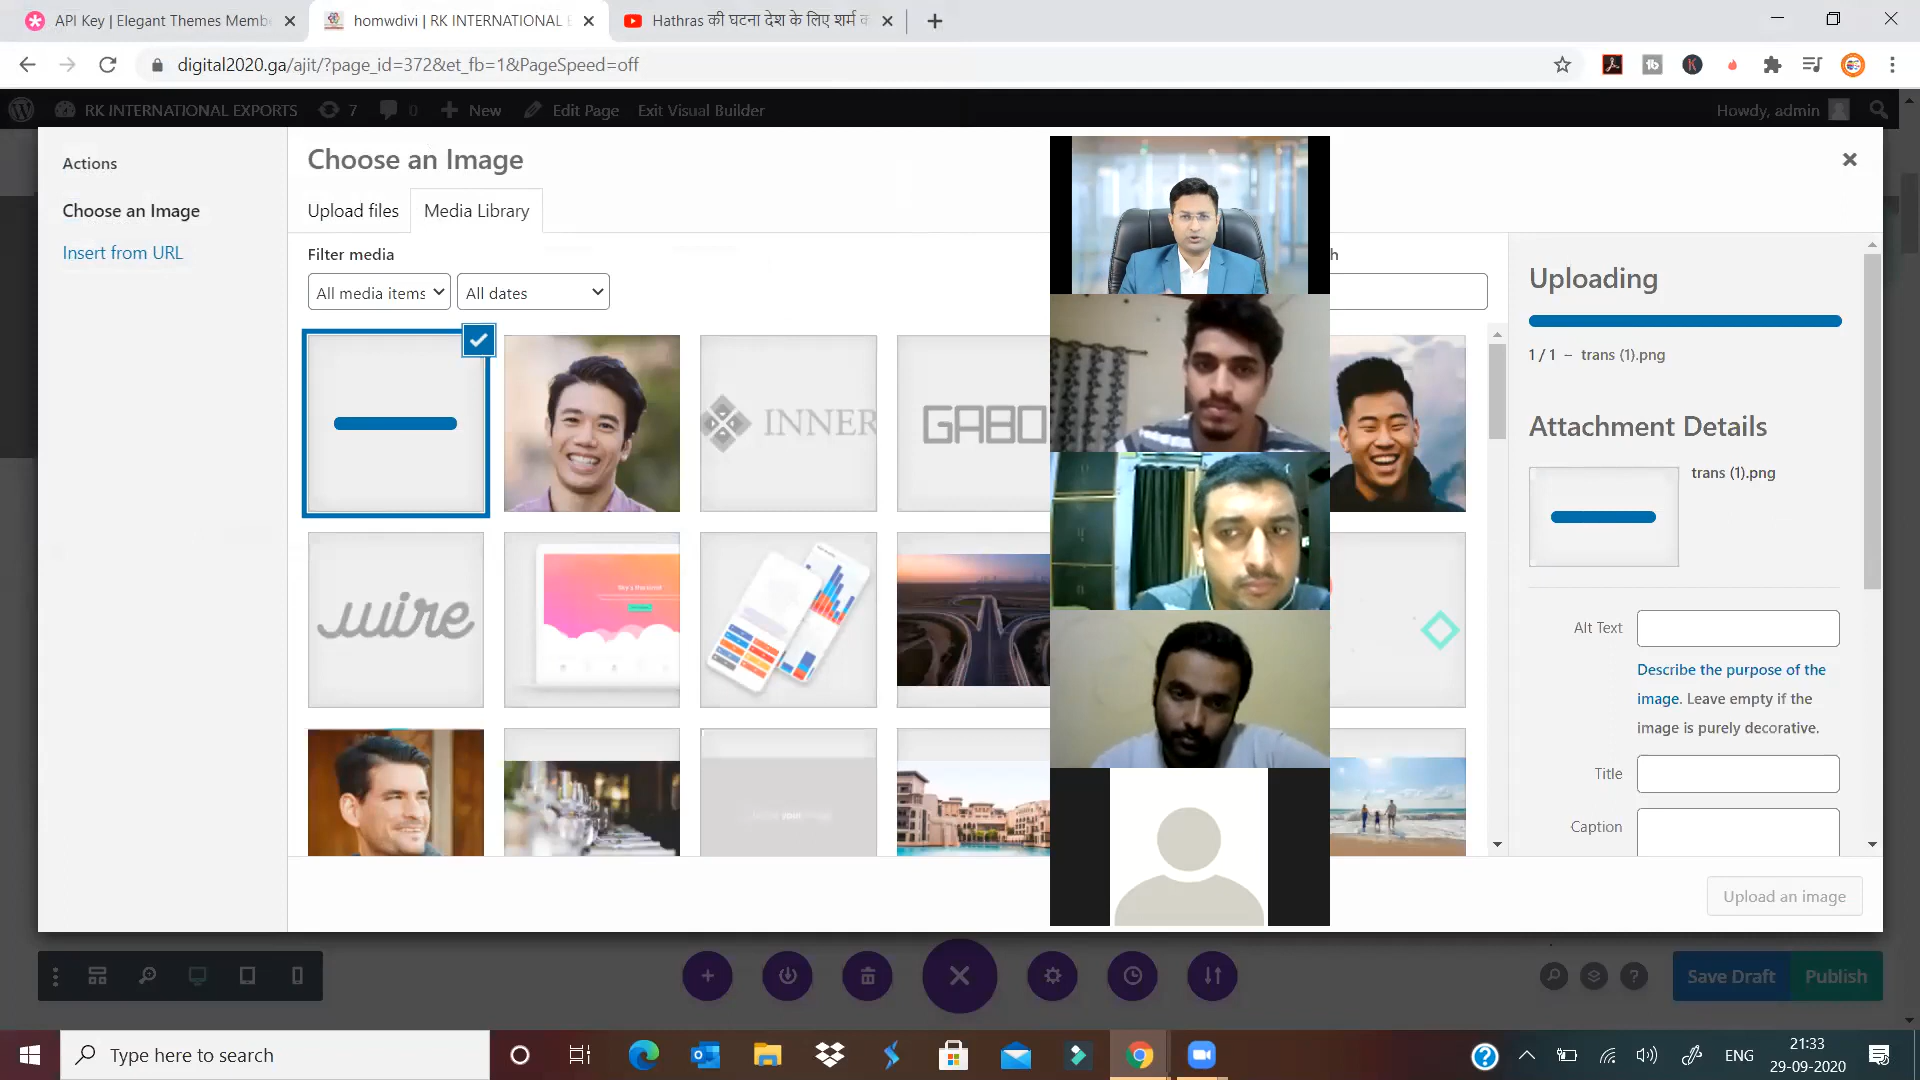 API Key | Elegant Themes Membe
homwdivi | RK INTERNATIONAL E
Hathras की घटना देश के लिए शर्म क
digital2020.ga/ajit/?page_id=372&et_fb=1&PageSpeed=off
RK INTERNATIONAL EXPORTS
7
0
New
Edit Page
Exit Visual Builder
Howdy, admin
Actions
Choose an Image
Insert from URL
Choose an Image
Upload files
Media Library
Filter media
All media items
All dates
h
INNER
GABO
wire
Uploading
1 / 1 – trans (1).png
Attachment Details
trans (1).png
Alt Text
Describe the purpose of the
image. Leave empty if the
image is purely decorative.
Title
Caption
Upload an image
Save Draft
Publish
Type here to search
ENG
21:33
29-09-2020